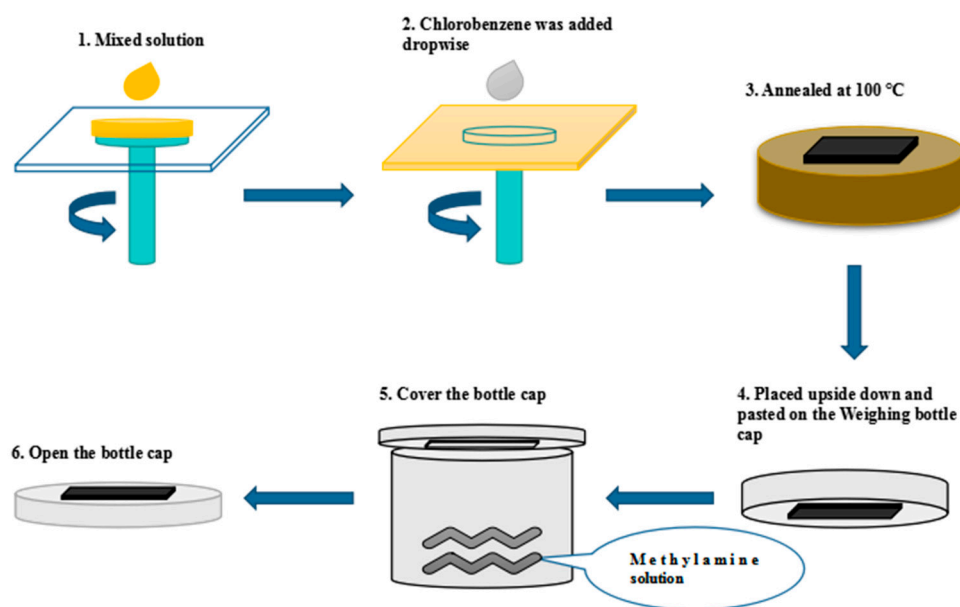 1. Mixed solution
2. Chlorobenzene was added
dropwise
3. Annealed at 100 °C
4. Placed upside down and
pasted on the Weighing bottle
cap
5. Cover the bottle cap
6. Open the bottle cap
Methylamine
solution